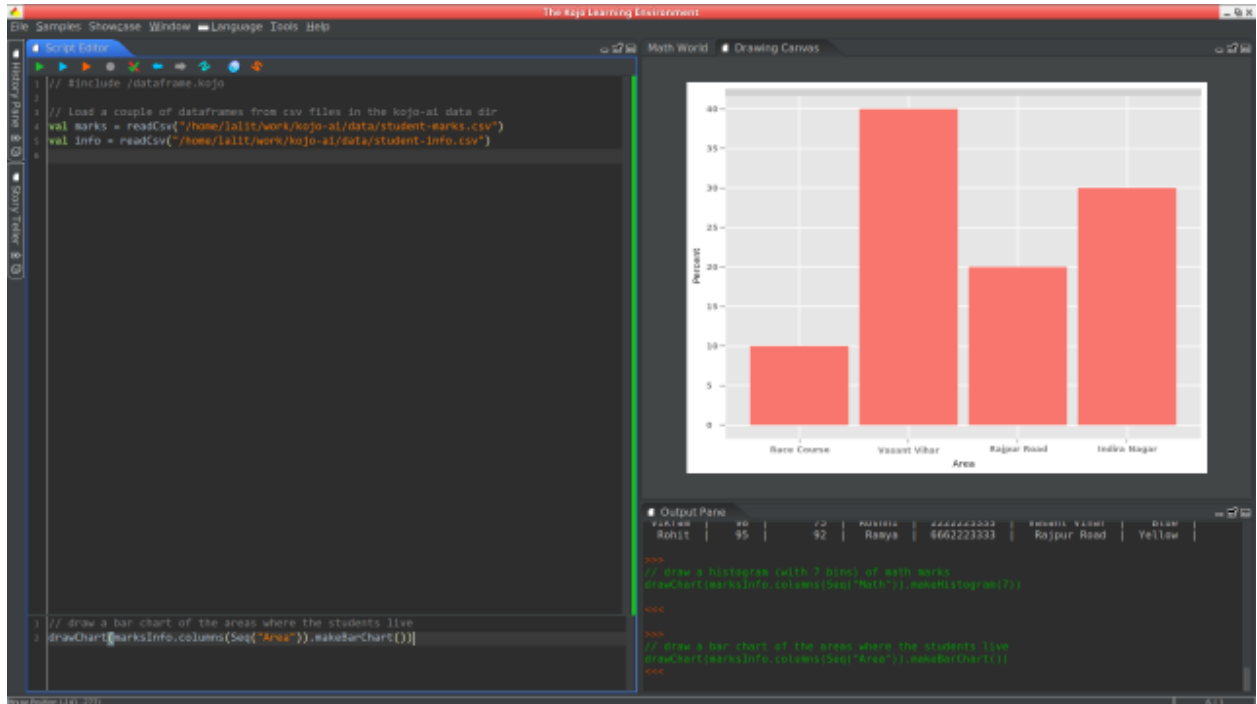 The Kojo Learning Environment
File Samples Showcase Window Language Tools Help
History Pane
Story Teller
Script Editor
1 // #include /dataframe.kojo
2
3 // Load a couple of dataframes from csv files in the kojo-ai data dir
4 val marks = readCsv("/home/lalit/work/kojo-ai/data/student-marks.csv")
5 val info = readCsv("/home/lalit/work/kojo-ai/data/student-info.csv")
6
1 // draw a bar chart of the areas where the students live
2 drawChart(marksInfo.columns(Seq("Area")).makeBarChart())
Math World Drawing Canvas
40
35
30
25
20
15
10
5
0
Percent
Race Course Vasant Vihar Rajpur Road Indira Nagar
Area
Output Pane
Vikram | 98 | 75 | | 2222223333 | Vasant Vihar | Blue |
Rohit | 95 | 92 | Ramya | 6662223333 | Rajpur Road | Yellow |
>>>
// draw a histogram (with 7 bins) of math marks
drawChart(marksInfo.columns(Seq("Math")).makeHistogram(7))
<<<
>>>
// draw a bar chart of the areas where the students live
drawChart(marksInfo.columns(Seq("Area")).makeBarChart())
<<<